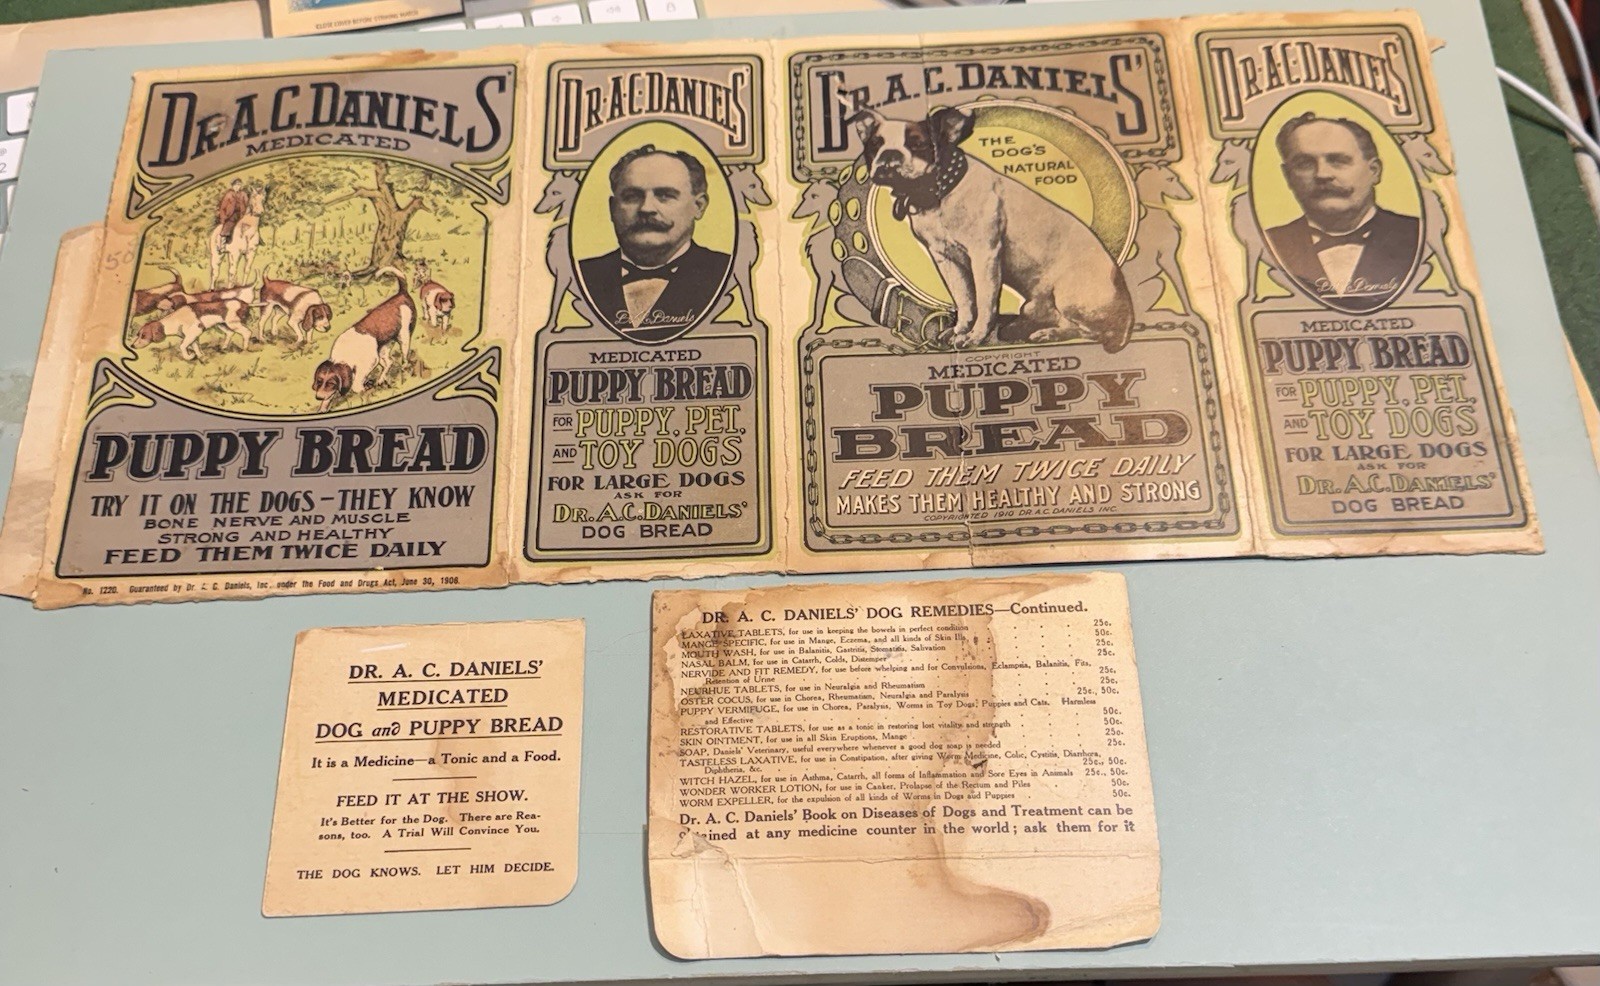 DR. A. C. DANIELS'
MEDICATED
PUPPY BREAD
TRY IT ON THE DOGS – THEY KNOW
BONE NERVE AND MUSCLE
STRONG AND HEALTHY
FEED THEM TWICE DAILY
No. 1220. Guaranteed by Dr. A. C. Daniels, Inc. under the Food and Drugs Act, June 30, 1906.
50
DR. A. C. DANIELS'
Dr. A. C. Daniels
MEDICATED
PUPPY BREAD
FOR PUPPY, PET,
AND TOY DOGS
FOR LARGE DOGS
ASK FOR
DR. A. C. DANIELS'
DOG BREAD
DR. A. C. DANIELS'
THE
DOG'S
NATURAL
FOOD
COPYRIGHT
MEDICATED
PUPPY
BREAD
FEED THEM TWICE DAILY
MAKES THEM HEALTHY AND STRONG
COPYRIGHTED 1910 DR. A. C. DANIELS INC.
DR. A. C. DANIELS'
Dr. A. C. Daniels
MEDICATED
PUPPY BREAD
FOR PUPPY, PET,
AND TOY DOGS
FOR LARGE DOGS
ASK FOR
DR. A. C. DANIELS'
DOG BREAD
DR. A. C. DANIELS'
MEDICATED
DOG and PUPPY BREAD
It is a Medicine—a Tonic and a Food.
FEED IT AT THE SHOW.
It's Better for the Dog. There are Rea-
sons, too. A Trial Will Convince You.
THE DOG KNOWS. LET HIM DECIDE.
DR. A. C. DANIELS' DOG REMEDIES—Continued.
LAXATIVE TABLETS, for use in keeping the bowels in perfect condition 25c.
MANGE SPECIFIC, for use in Mange, Eczema, and all kinds of Skin Ills 50c.
MOUTH WASH, for use in Balanitis, Gastritis, Stomatitis, Salivation 25c.
NASAL BALM, for use in Catarrh, Colds, Distemper 25c.
NERVIDE AND FIT REMEDY, for use before whelping and for Convulsions, Eclampsia, Balanitis, Fits,
Retention of Urine 25c.
NEURHUE TABLETS, for use in Neuralgia and Rheumatism 25c.
OSTER COCUS, for use in Chorea, Rheumatism, Neuralgia and Paralysis 25c., 50c.
PUPPY VERMIFUGE, for use in Chorea, Paralysis, Worms in Toy Dogs, Puppies and Cats. Harmless
and Effective 50c.
RESTORATIVE TABLETS, for use as a tonic in restoring lost vitality and strength 50c.
SKIN OINTMENT, for use in all Skin Eruptions, Mange 25c.
SOAP, Daniels' Veterinary, useful everywhere whenever a good dog soap is needed 25c.
TASTELESS LAXATIVE, for use in Constipation, after giving Worm Medicine, Colic, Cystitis, Diarrhœa,
Diphtheria, &c. 25c., 50c.
WITCH HAZEL, for use in Asthma, Catarrh, all forms of Inflammation and Sore Eyes in Animals 25c., 50c.
WONDER WORKER LOTION, for use in Canker, Prolapse of the Rectum and Piles 50c.
WORM EXPELLER, for the expulsion of all kinds of Worms in Dogs and Puppies 50c.
Dr. A. C. Daniels' Book on Diseases of Dogs and Treatment can be
obtained at any medicine counter in the world; ask them for it